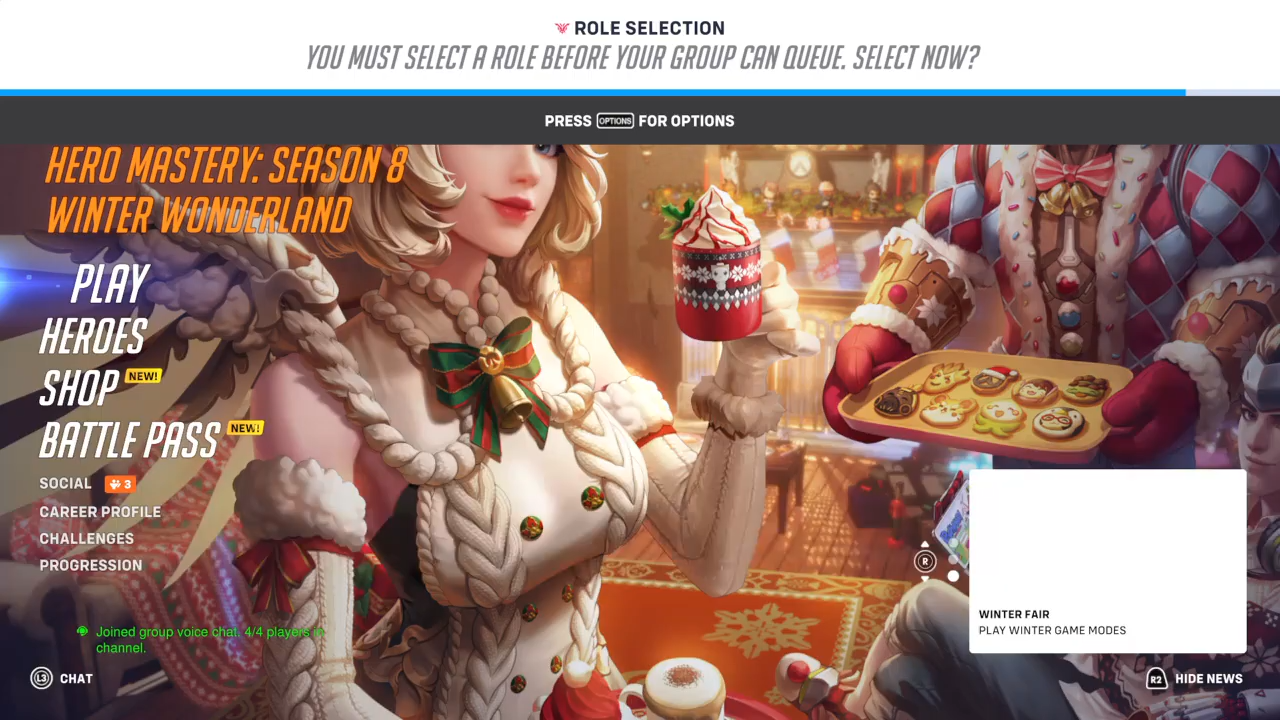 ROLE SELECTION
YOU MUST SELECT A ROLE BEFORE YOUR GROUP CAN QUEUE. SELECT NOW?
PRESS OPTIONS FOR OPTIONS
HERO MASTERY: SEASON 8
WINTER WONDERLAND
PLAY
HEROES
SHOP NEW!
BATTLE PASS NEW!
SOCIAL 3
CAREER PROFILE
CHALLENGES
PROGRESSION
Joined group voice chat. 4/4 players in
channel.
L3 CHAT
R
WINTER FAIR
PLAY WINTER GAME MODES
R2 HIDE NEWS